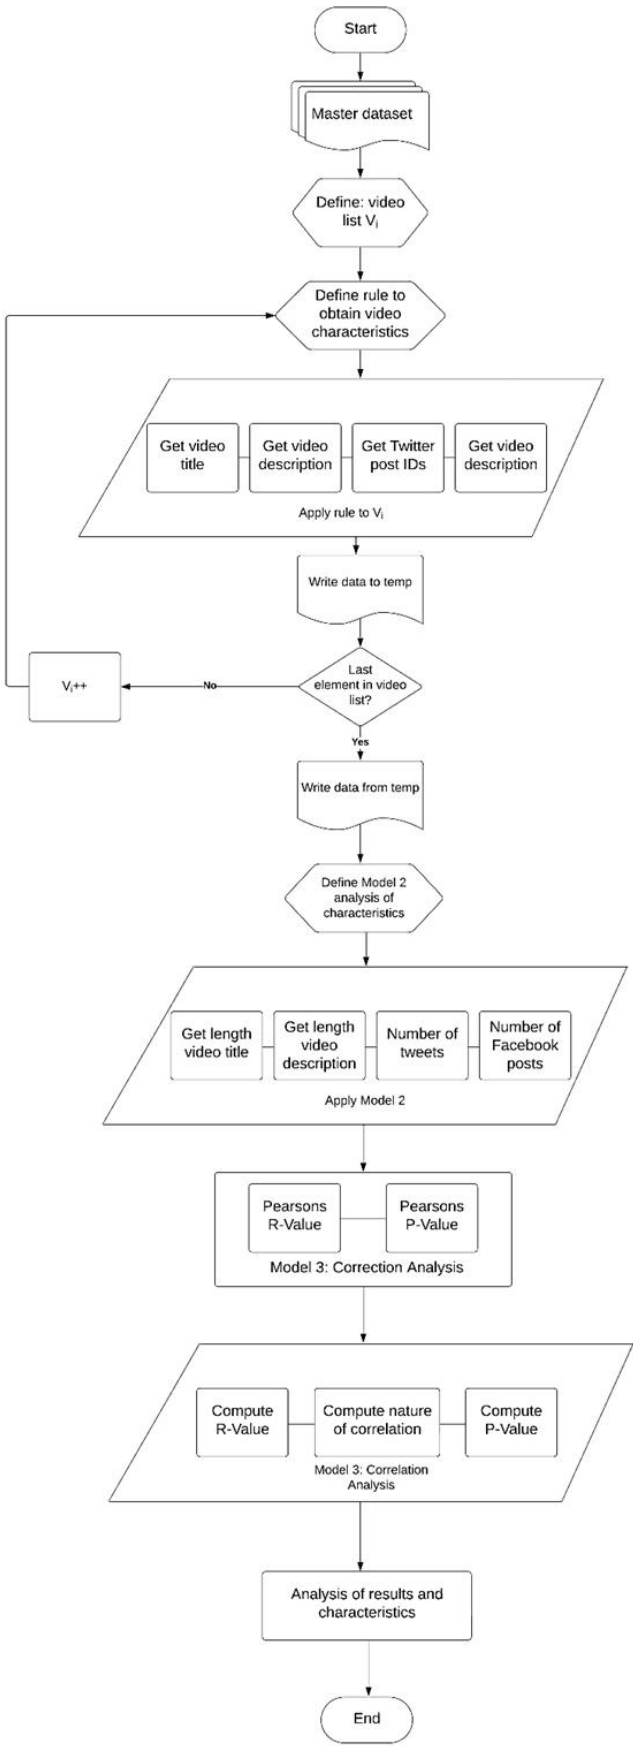 Start
Master dataset
Define: video
list Vᵢ
Define rule to
obtain video
characteristics
Get video
title
Get video
description
Get Twitter
post IDs
Get video
description
Apply rule to Vᵢ
Write data to temp
Last
element in video
list?
No
Vᵢ++
Yes
Write data from temp
Define Model 2
analysis of
characteristics
Get length
video title
Get length
video
description
Number of
tweets
Number of
Facebook
posts
Apply Model 2
Pearsons
R-Value
Pearsons
P-Value
Model 3: Correction Analysis
Compute
R-Value
Compute nature
of correlation
Compute
P-Value
Model 3: Correlation
Analysis
Analysis of results and
characteristics
End